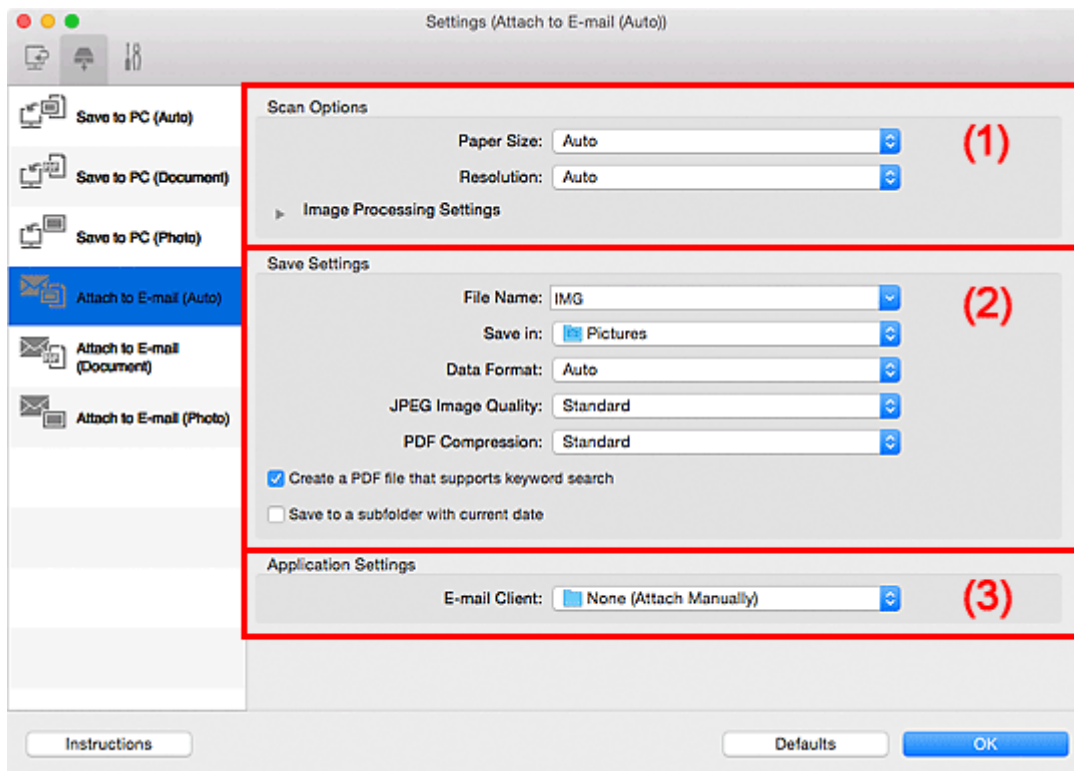 Settings (Attach to E-mail (Auto))
Save to PC (Auto)
Save to PC (Document)
Save to PC (Photo)
Attach to E-mail (Auto)
Attach to E-mail
(Document)
Attach to E-mail (Photo)
Scan Options
(1)
Paper Size: Auto
Resolution: Auto
Image Processing Settings
Save Settings
(2)
File Name: IMG
Save in: Pictures
Data Format: Auto
JPEG Image Quality: Standard
PDF Compression: Standard
Create a PDF file that supports keyword search
Save to a subfolder with current date
Application Settings
(3)
E-mail Client: None (Attach Manually)
Instructions
Defaults
OK